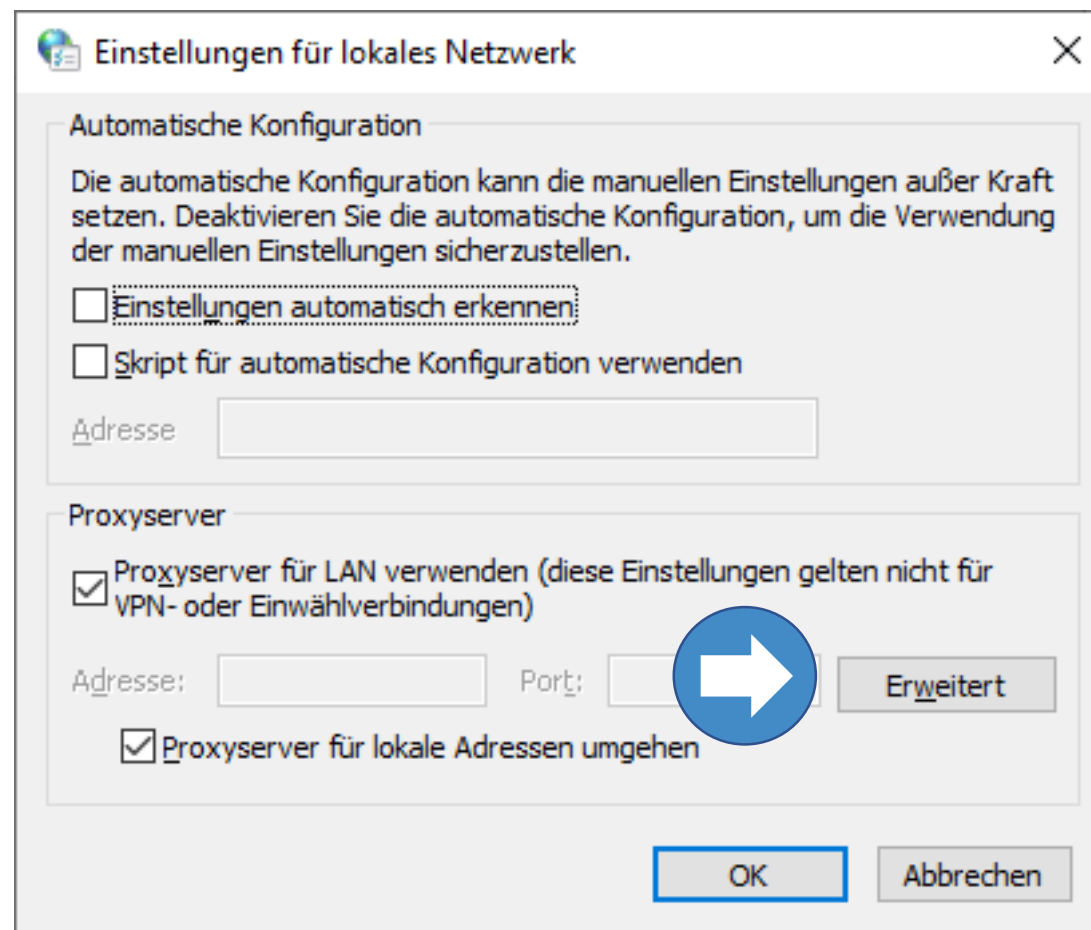 Einstellungen für lokales Netzwerk
Automatische Konfiguration
Die automatische Konfiguration kann die manuellen Einstellungen außer Kraft
setzen. Deaktivieren Sie die automatische Konfiguration, um die Verwendung
der manuellen Einstellungen sicherzustellen.
Einstellungen automatisch erkennen
Skript für automatische Konfiguration verwenden
Adresse
Proxyserver
Proxyserver für LAN verwenden (diese Einstellungen gelten nicht für
VPN- oder Einwählverbindungen)
Adresse: Port: Erweitert
Proxyserver für lokale Adressen umgehen
OK Abbrechen